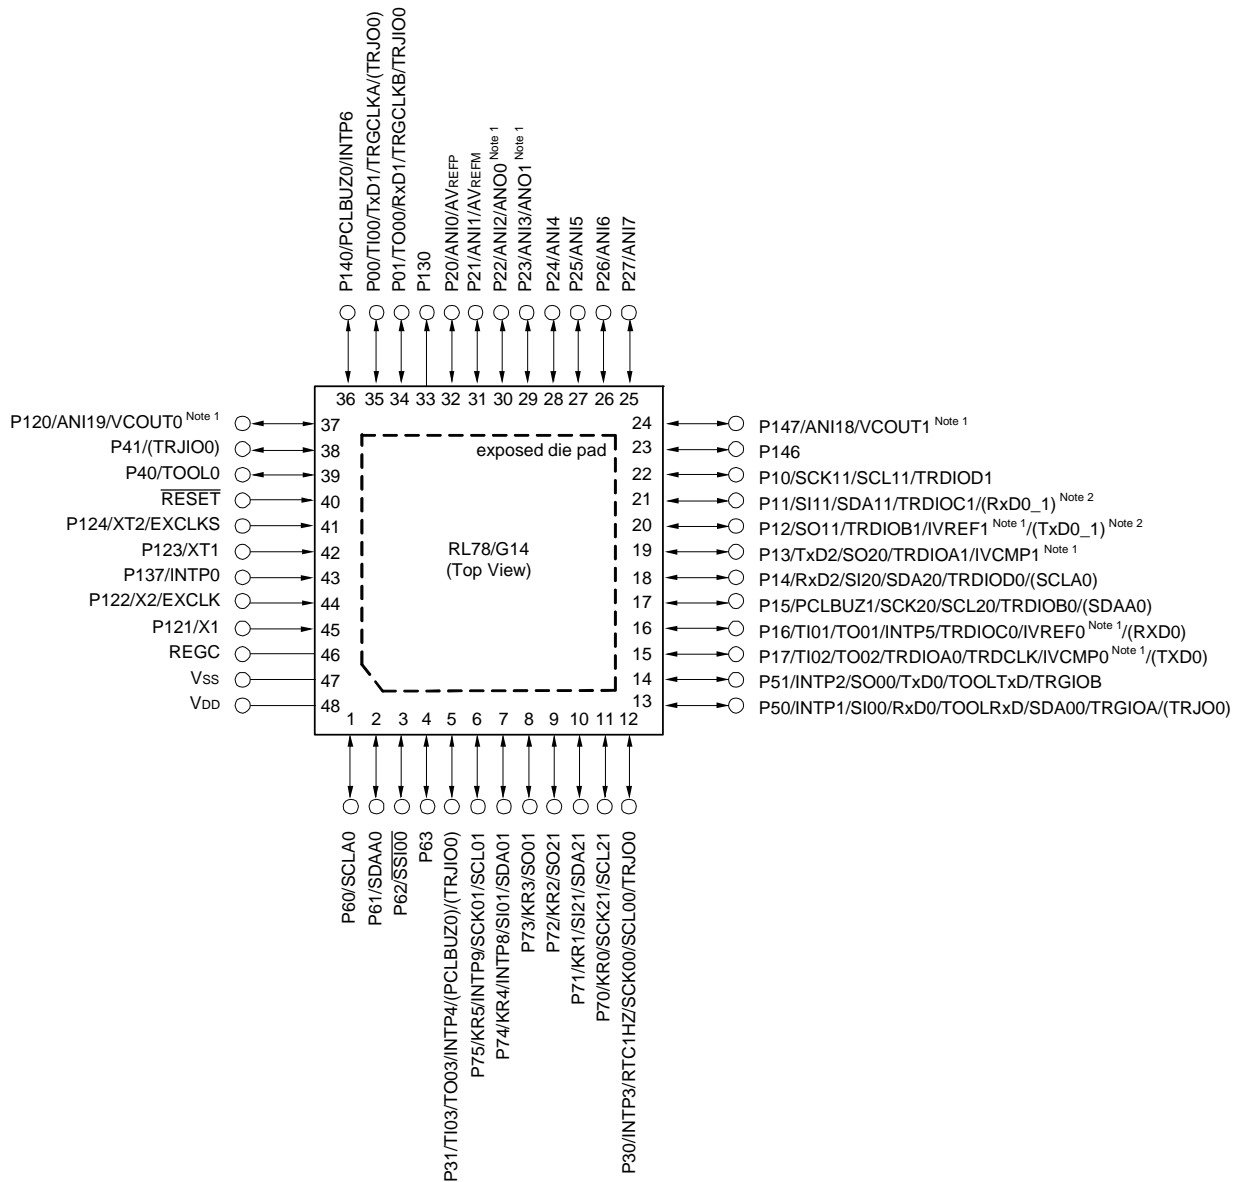 P140/PCLBUZ0/INTP6
P00/TI00/TxD1/TRGCLKA/(TRJO0)
P01/TO00/RxD1/TRGCLKB/TRJIO0
P130
P20/ANI0/AVREFP
P21/ANI1/AVREFM
P22/ANI2/ANO0 Note 1
P23/ANI3/ANO1 Note 1
P24/ANI4
P25/ANI5
P26/ANI6
P27/ANI7
36 35 34 33 32 31 30 29 28 27 26 25
P120/ANI19/VCOUT0 Note 1 37
P41/(TRJIO0) 38
P40/TOOL0 39
RESET 40
P124/XT2/EXCLKS 41
P123/XT1 42
P137/INTP0 43
P122/X2/EXCLK 44
P121/X1 45
REGC 46
VSS 47
VDD 48
exposed die pad
RL78/G14
(Top View)
24 P147/ANI18/VCOUT1 Note 1
23 P146
22 P10/SCK11/SCL11/TRDIOD1
21 P11/SI11/SDA11/TRDIOC1/(RxD0_1) Note 2
20 P12/SO11/TRDIOB1/IVREF1 Note 1/(TxD0_1) Note 2
19 P13/TxD2/SO20/TRDIOA1/IVCMP1 Note 1
18 P14/RxD2/SI20/SDA20/TRDIOD0/(SCLA0)
17 P15/PCLBUZ1/SCK20/SCL20/TRDIOB0/(SDAA0)
16 P16/TI01/TO01/INTP5/TRDIOC0/IVREF0 Note 1/(RXD0)
15 P17/TI02/TO02/TRDIOA0/TRDCLK/IVCMP0 Note 1/(TXD0)
14 P51/INTP2/SO00/TxD0/TOOLTxD/TRGIOB
13 P50/INTP1/SI00/RxD0/TOOLRxD/SDA00/TRGIOA/(TRJO0)
1 2 3 4 5 6 7 8 9 10 11 12
P60/SCLA0
P61/SDAA0
P62/SSI00
P63
P31/TI03/TO03/INTP4/(PCLBUZ0)/(TRJIO0)
P75/KR5/INTP9/SCK01/SCL01
P74/KR4/INTP8/SI01/SDA01
P73/KR3/SO01
P72/KR2/SO21
P71/KR1/SI21/SDA21
P70/KR0/SCK21/SCL21
P30/INTP3/RTC1HZ/SCK00/SCL00/TRJO0